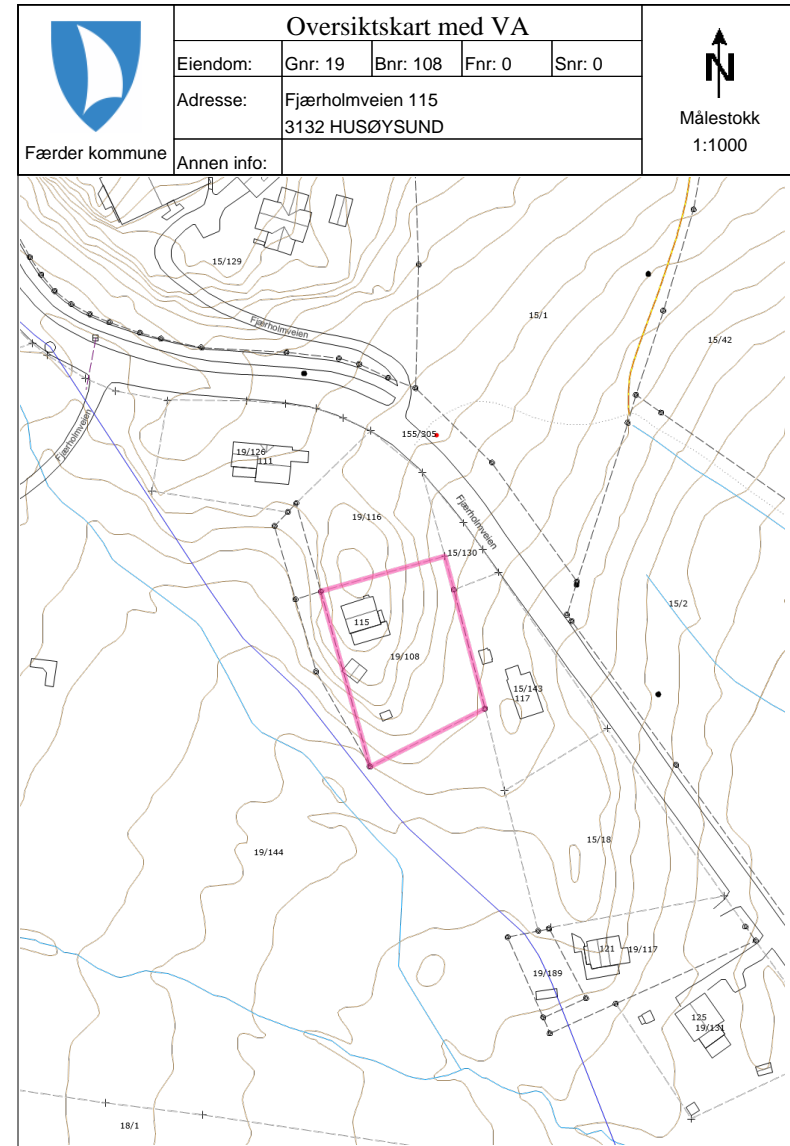 Oversiktskart med VA
Eiendom: Gnr: 19 Bnr: 108 Fnr: 0 Snr: 0
Adresse: Fjærholmveien 115
3132 HUSØYSUND
Annen info:
Færder kommune
N
Målestokk
1:1000
15/129
Fjærholmveien
15/1
15/42
Fjærholmveien
155/305
19/126
111
Fjærholmveien
19/116
15/130
15/2
115
19/108
15/143
117
15/18
19/144
121
19/117
19/189
125
19/131
18/1